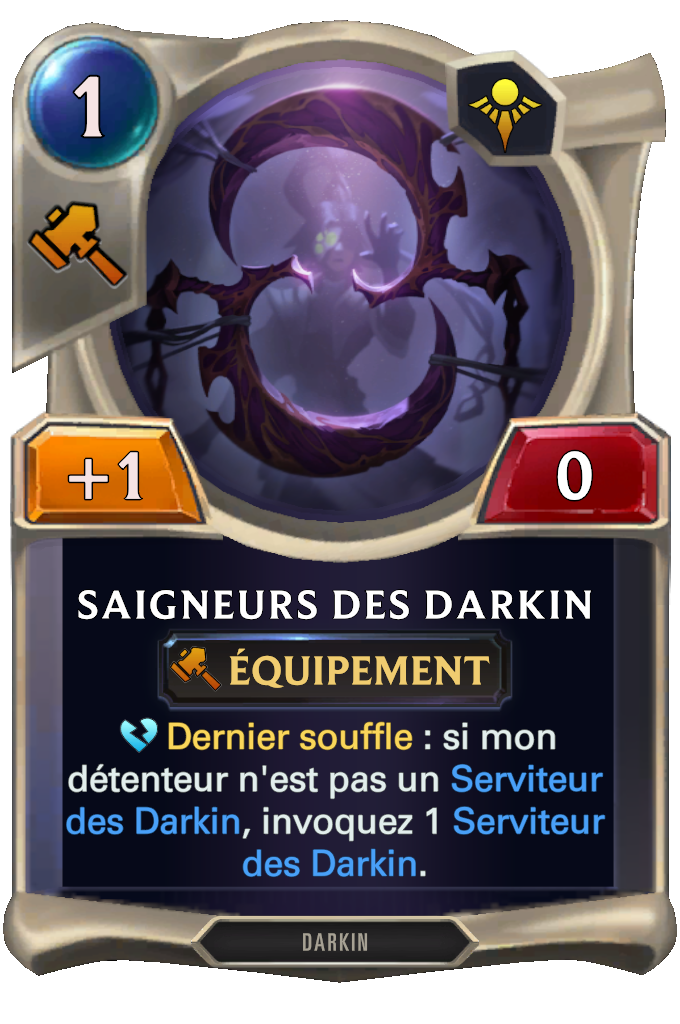 1
+1
0
SAIGNEURS DES DARKIN
ÉQUIPEMENT
Dernier souffle : si mon
détenteur n'est pas un Serviteur
des Darkin, invoquez 1 Serviteur
des Darkin.
DARKIN